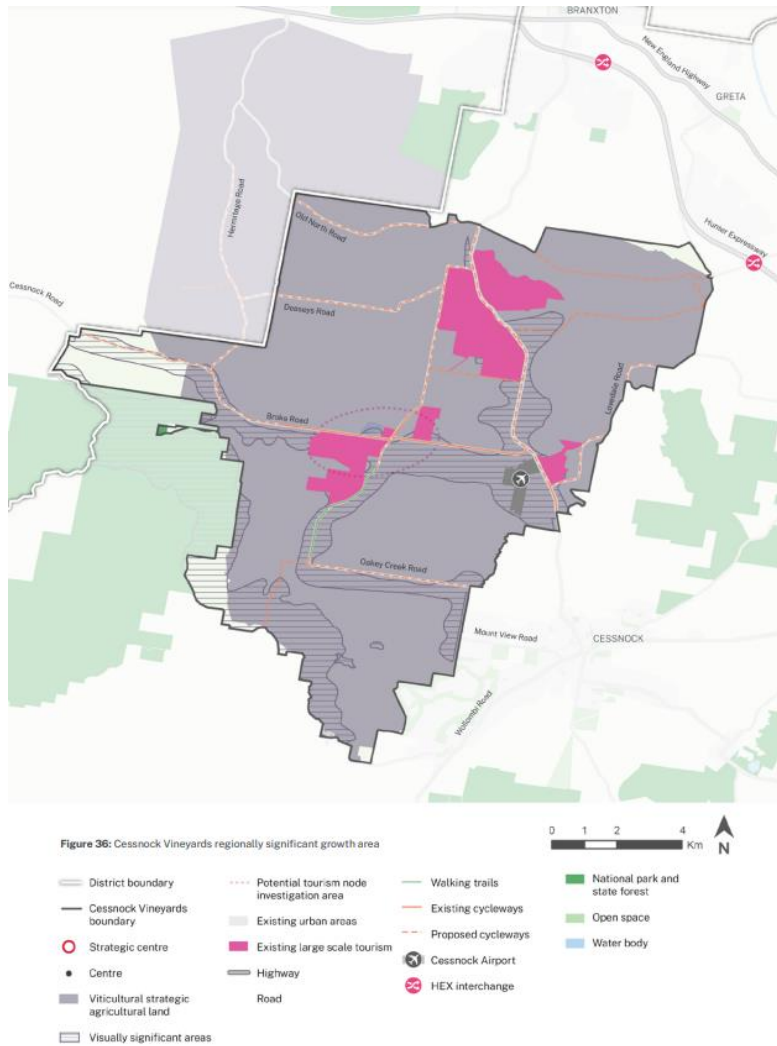 BRANXTON
New England Highway
GRETA
Hermitage Road
Old North Road
Hunter Expressway
Cessnock Road
Deaseys Road
Lovedale Road
Broke Road
Oakey Creek Road
Mount View Road
CESSNOCK
Wollombi Road
Figure 36: Cessnock Vineyards regionally significant growth area
0 1 2 4
Km
N
District boundary
Cessnock Vineyards
boundary
Strategic centre
Centre
Viticultural strategic
agricultural land
Visually significant areas
Potential tourism node
investigation area
Existing urban areas
Existing large scale tourism
Highway
Road
Walking trails
Existing cycleways
Proposed cycleways
Cessnock Airport
HEX interchange
National park and
state forest
Open space
Water body